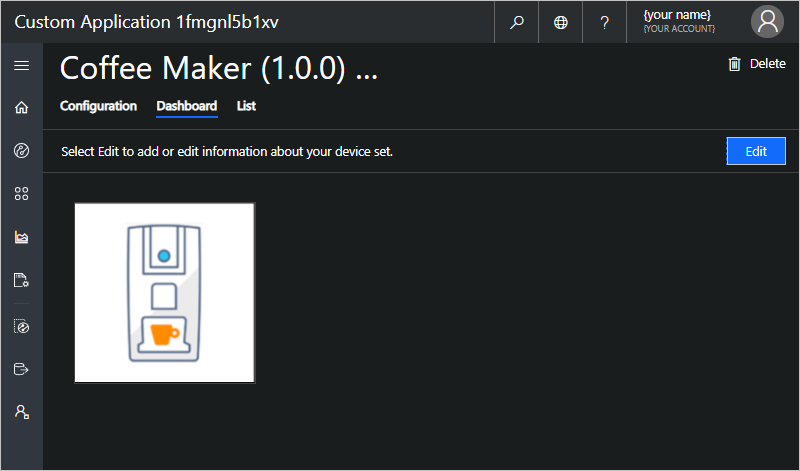 Custom Application 1fmgnl5b1xv
?
{your name}
{YOUR ACCOUNT}
Coffee Maker (1.0.0) ...
Delete
Configuration Dashboard List
Select Edit to add or edit information about your device set.
Edit